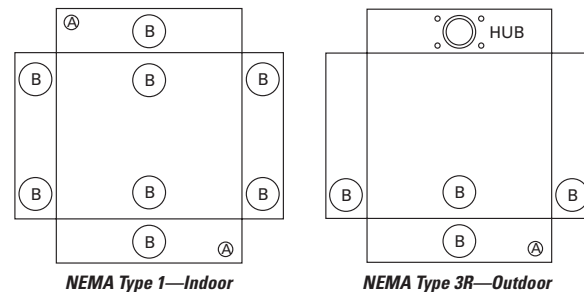 A
B
HUB
B B B
B B B B B B
B
B
A A
NEMA Type 1—Indoor NEMA Type 3R—Outdoor